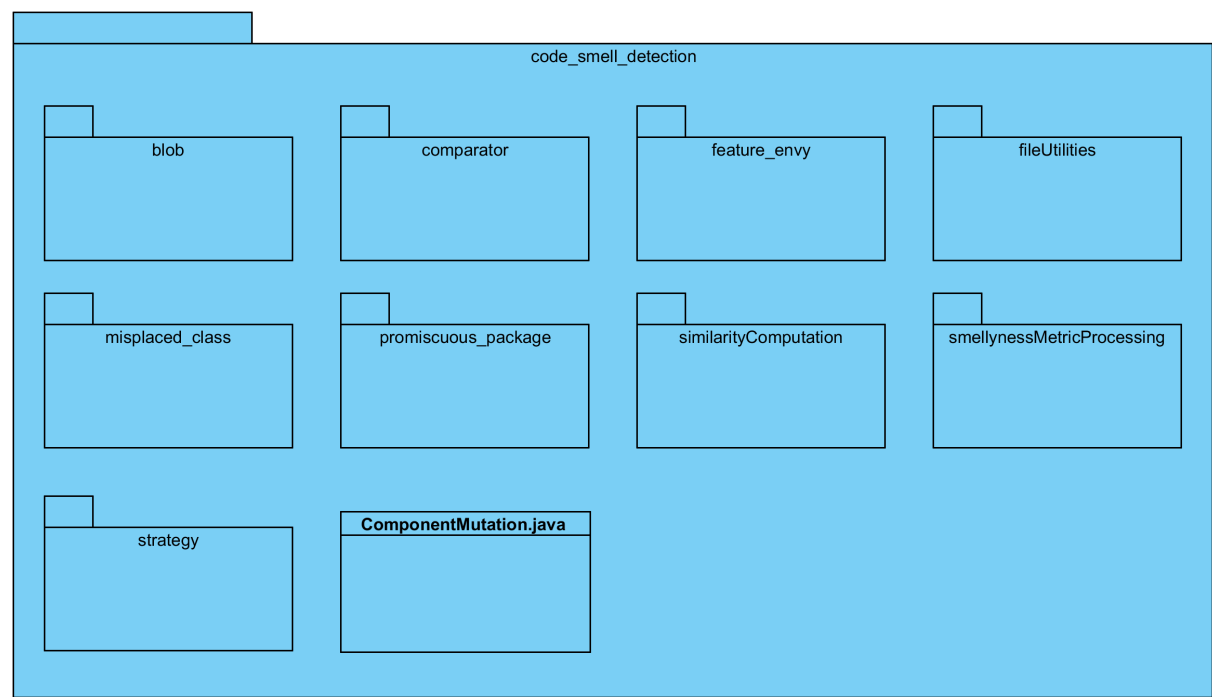 code_smell_detection
blob
comparator
feature_envy
fileUtilities
misplaced_class
promiscuous_package
similarityComputation
smellynessMetricProcessing
strategy
ComponentMutation.java